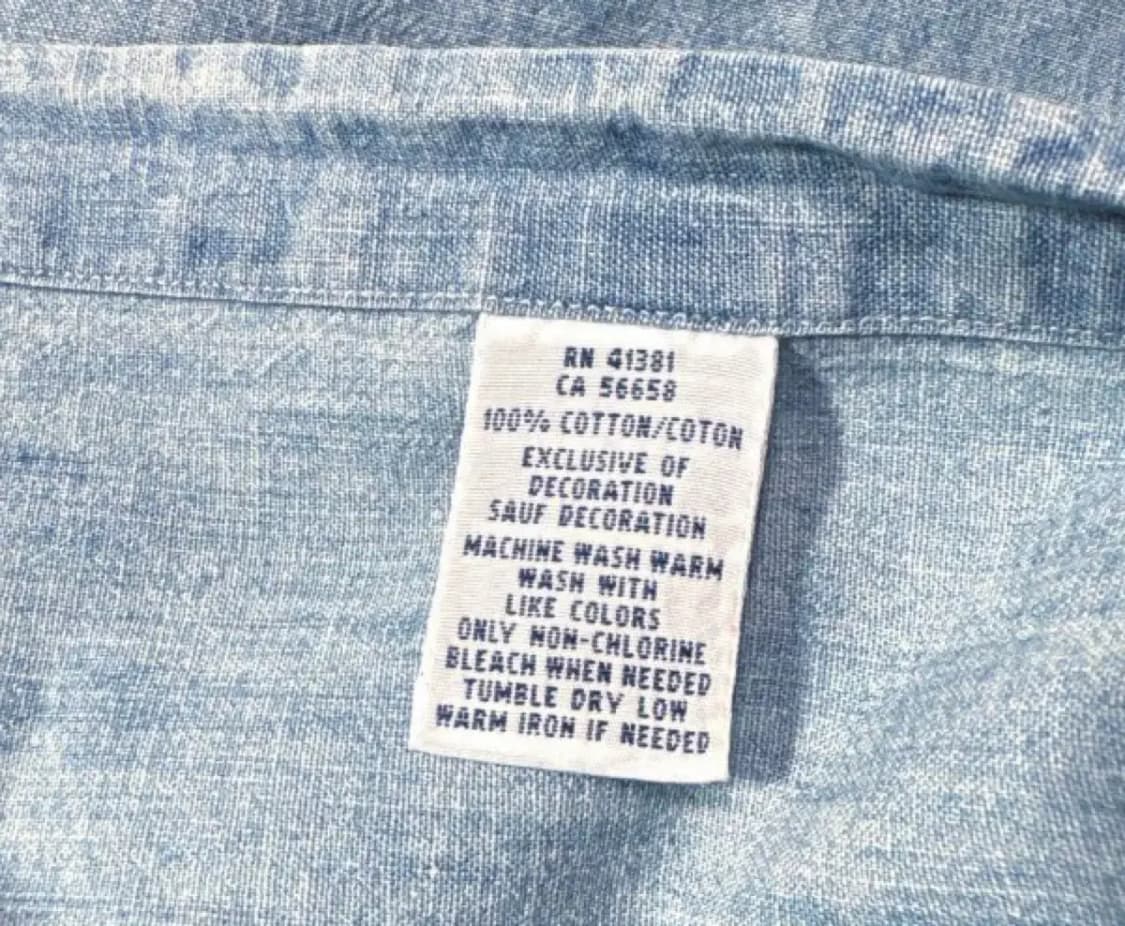 RN 41381
CA 56658
100% COTTON/COTON
EXCLUSIVE OF
DECORATION
SAUF DECORATION
MACHINE WASH WARM
WASH WITH
LIKE COLORS
ONLY NON-CHLORINE
BLEACH WHEN NEEDED
TUMBLE DRY LOW
WARM IRON IF NEEDED